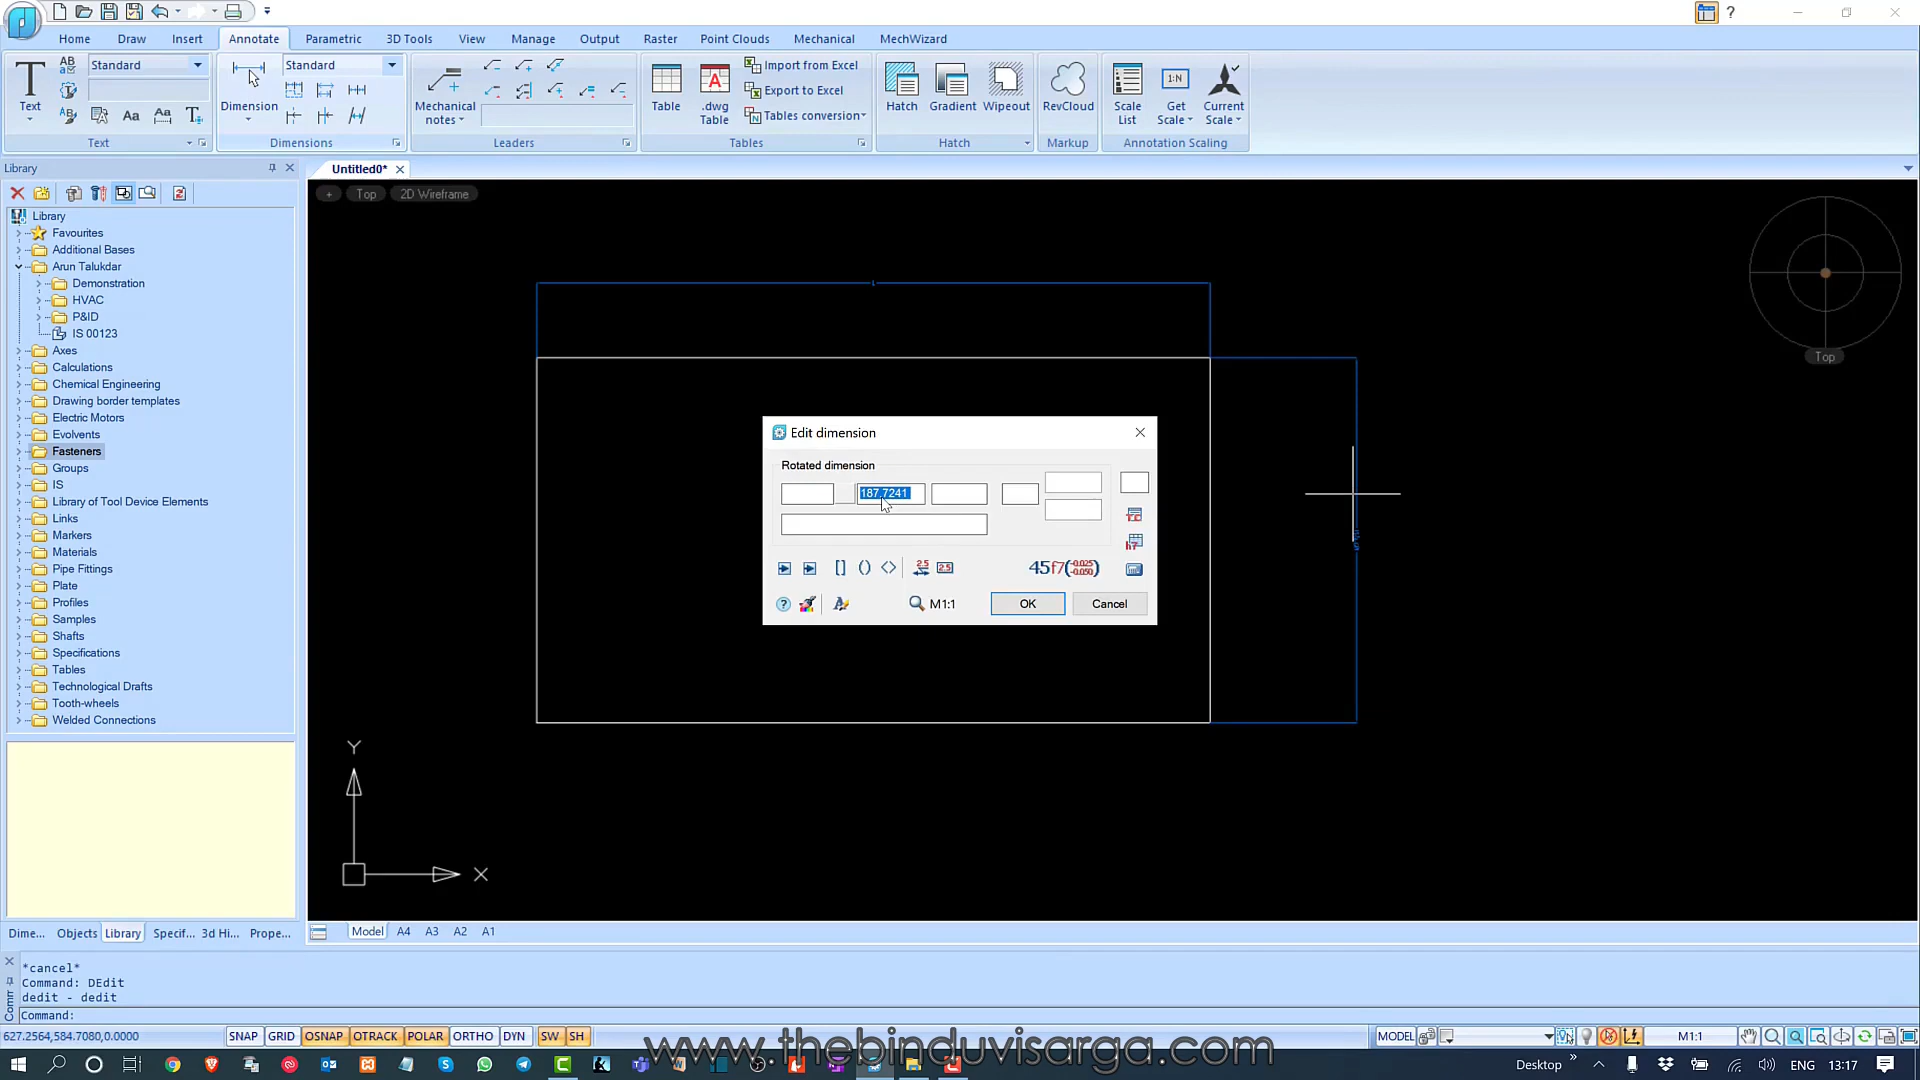 Home Draw Insert Annotate Parametric 3D Tools View Manage Output Raster Point Clouds Mechanical MechWizard
Text
Standard
Text
Dimension
Standard
Dimensions
Mechanical
notes
Leaders
Table
.dwg
Table
Import from Excel
Export to Excel
Tables conversion
Tables
Hatch
Gradient
Wipeout
Hatch
RevCloud
Markup
Scale
List
1:N
Get
Scale
Current
Scale
Annotation Scaling
Library
Untitled0*
+ Top 2D Wireframe
Library
Favourites
Additional Bases
Arun Talukdar
Demonstration
HVAC
P&ID
IS 00123
Axes
Calculations
Chemical Engineering
Drawing border templates
Electric Motors
Evolvents
Fasteners
Groups
IS
Library of Tool Device Elements
Links
Markers
Materials
Pipe Fittings
Plate
Profiles
Samples
Shafts
Specifications
Tables
Technological Drafts
Tooth-wheels
Welded Connections
Top
Edit dimension
Rotated dimension
187.7241
45f7(-0.025 -0.050)
M1:1
OK
Cancel
Y
X
Dime... Objects Library Specif... 3d Hi... Prope...
Model A4 A3 A2 A1
*cancel*
Command: DEdit
dedit - dedit
Command:
627.2564,584.7080,0.0000
SNAP GRID OSNAP OTRACK POLAR ORTHO DYN SW SH
MODEL
M1:1
www.thebinduvisarga.com
Desktop
ENG
13:17